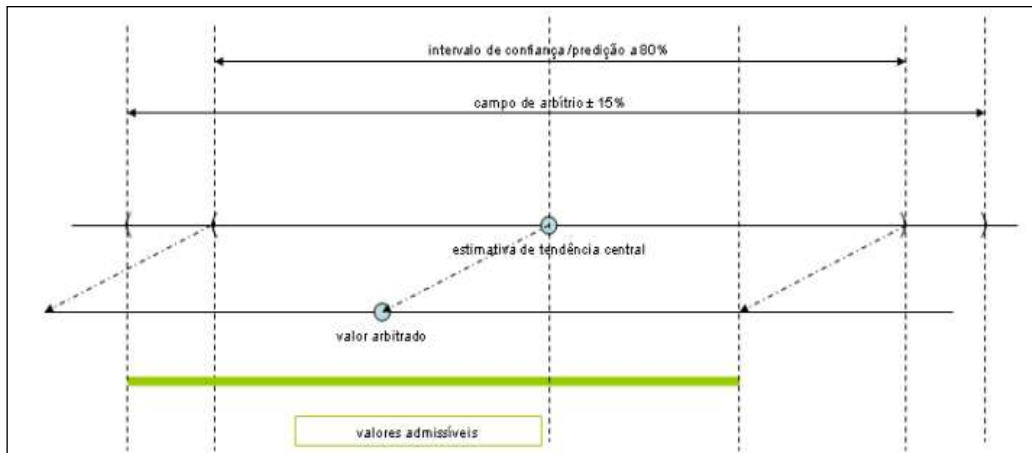 intervalo de confiança/predição a 80%
campo de arbítrio ± 15%
estimativa de tendência central
valor arbitrado
valores admissíveis